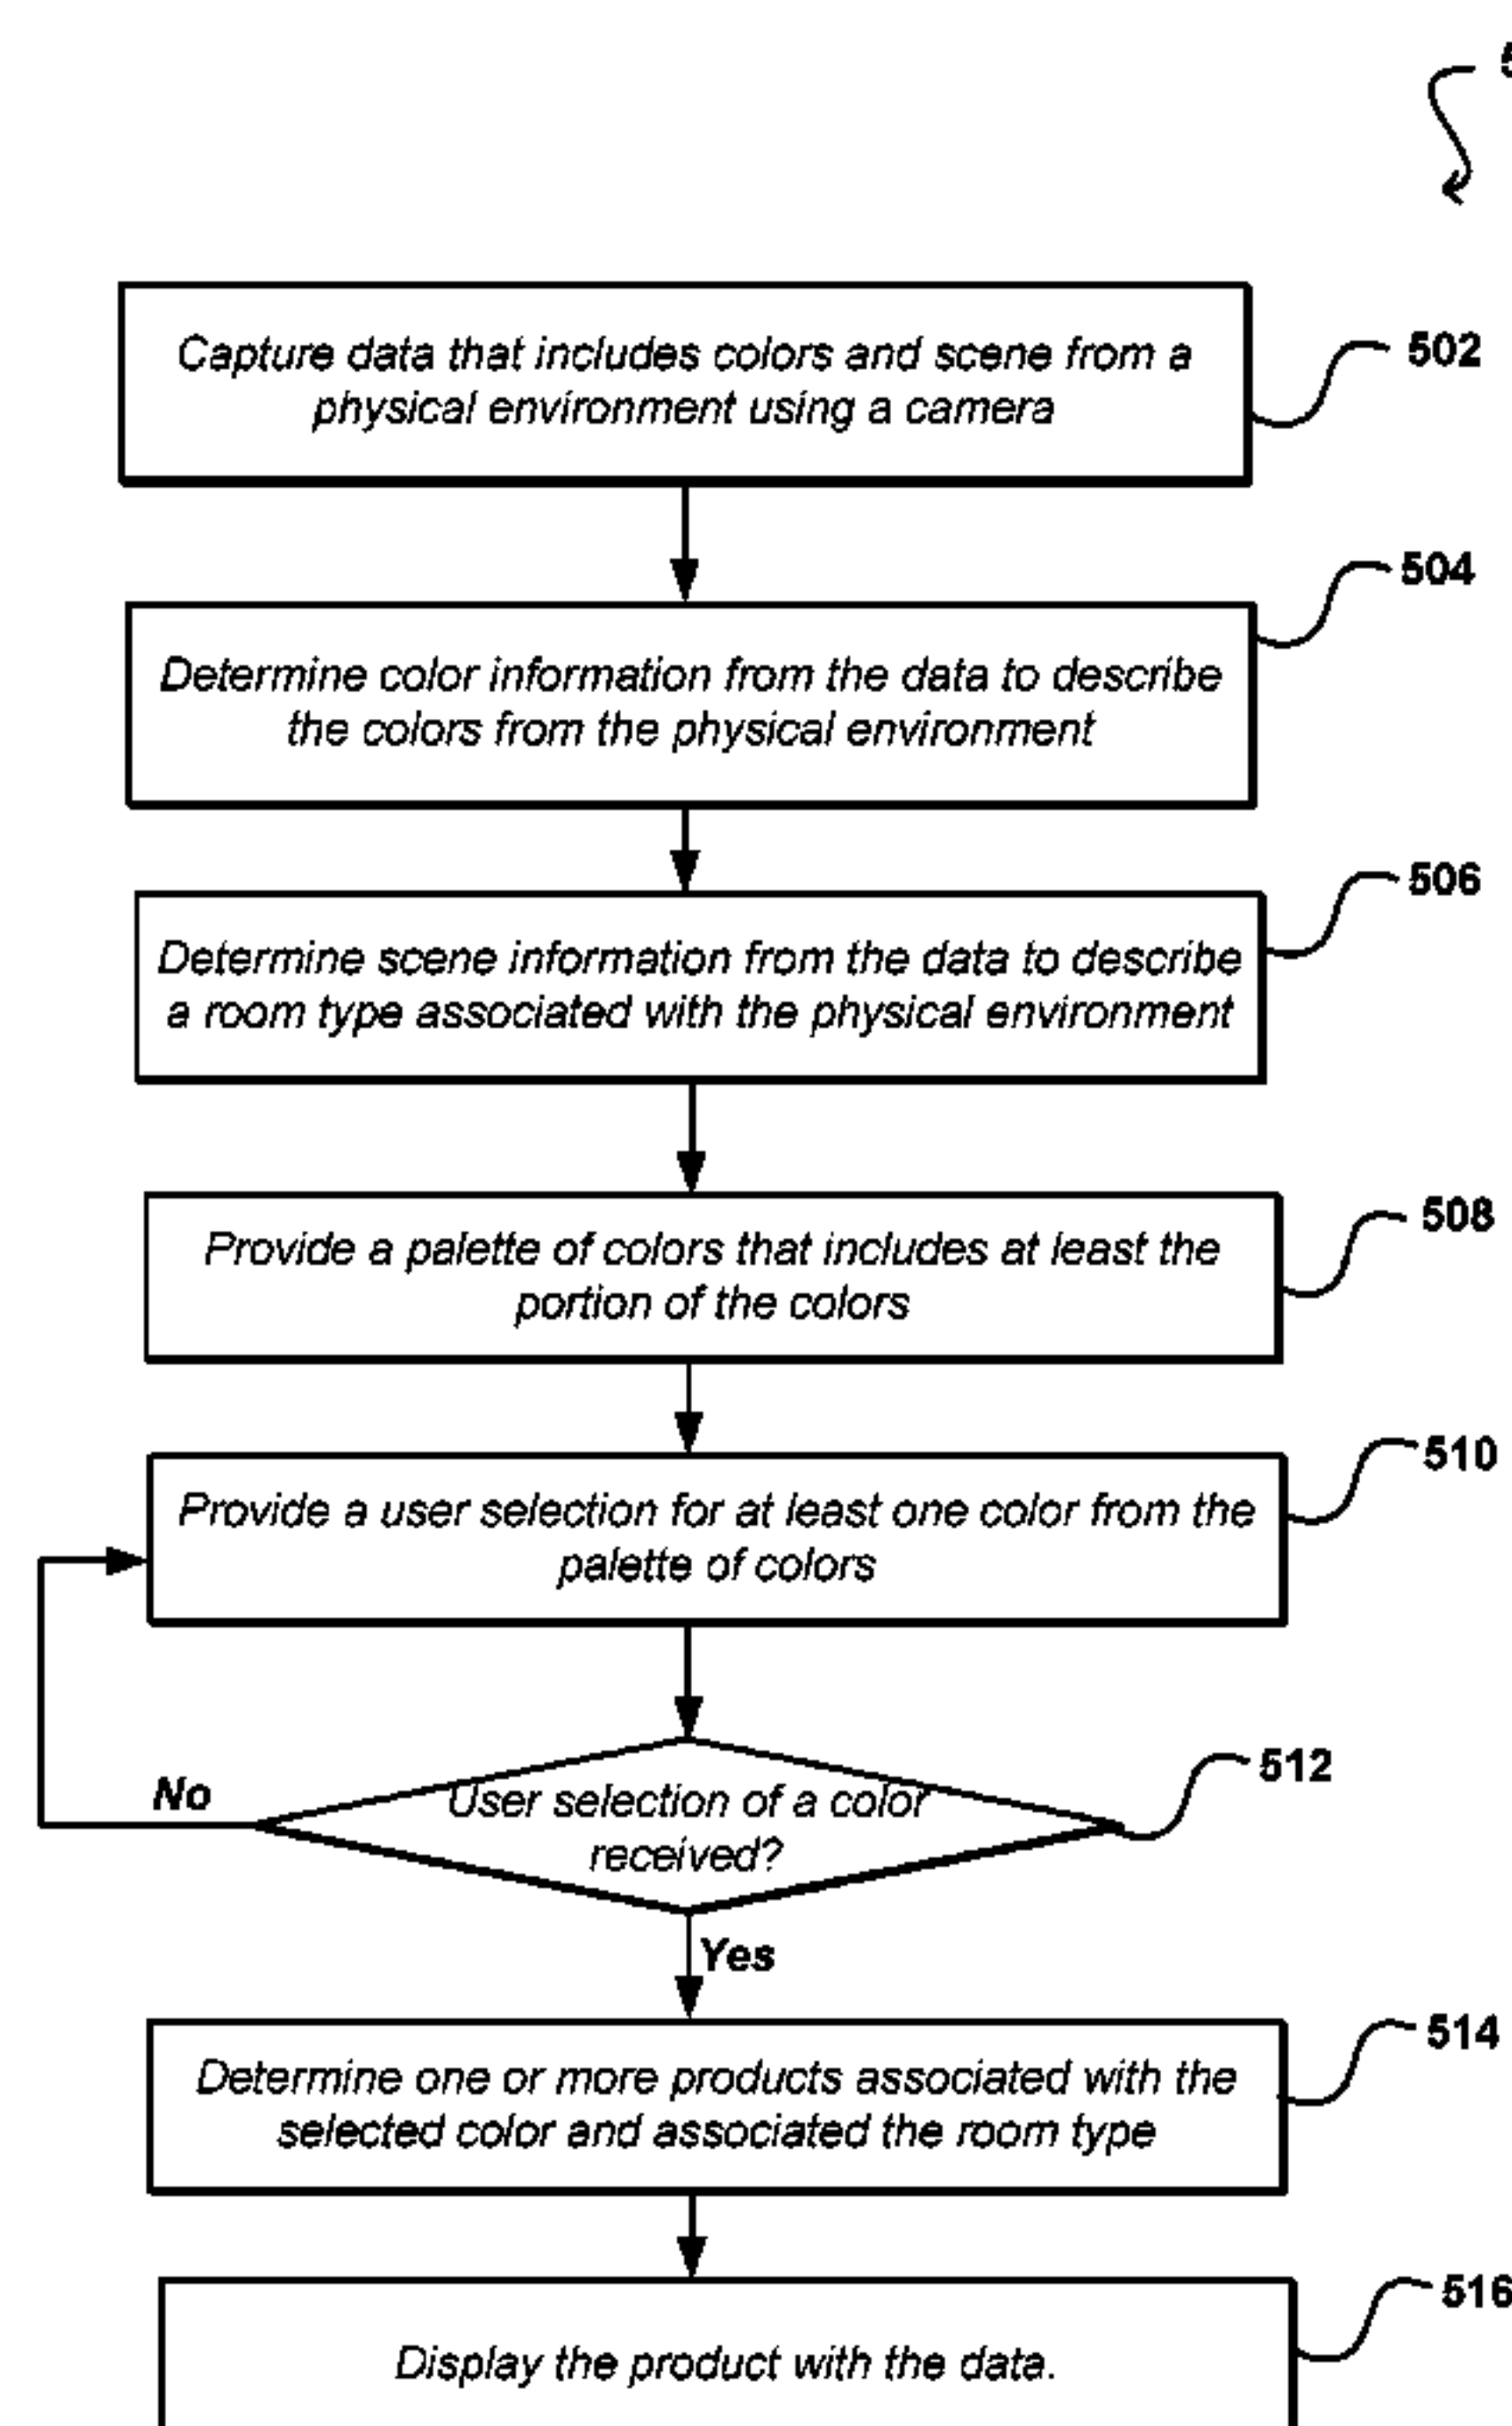 Capture data that includes colors and scene from a
physical environment using a camera
502
Determine color information from the data to describe
the colors from the physical environment
504
Determine scene information from the data to describe
a room type associated with the physical environment
506
Provide a palette of colors that includes at least the
portion of the colors
508
Provide a user selection for at least one color from the
palette of colors
510
User selection of a color
received?
512
No
Yes
Determine one or more products associated with the
selected color and associated the room type
514
Display the product with the data.
516